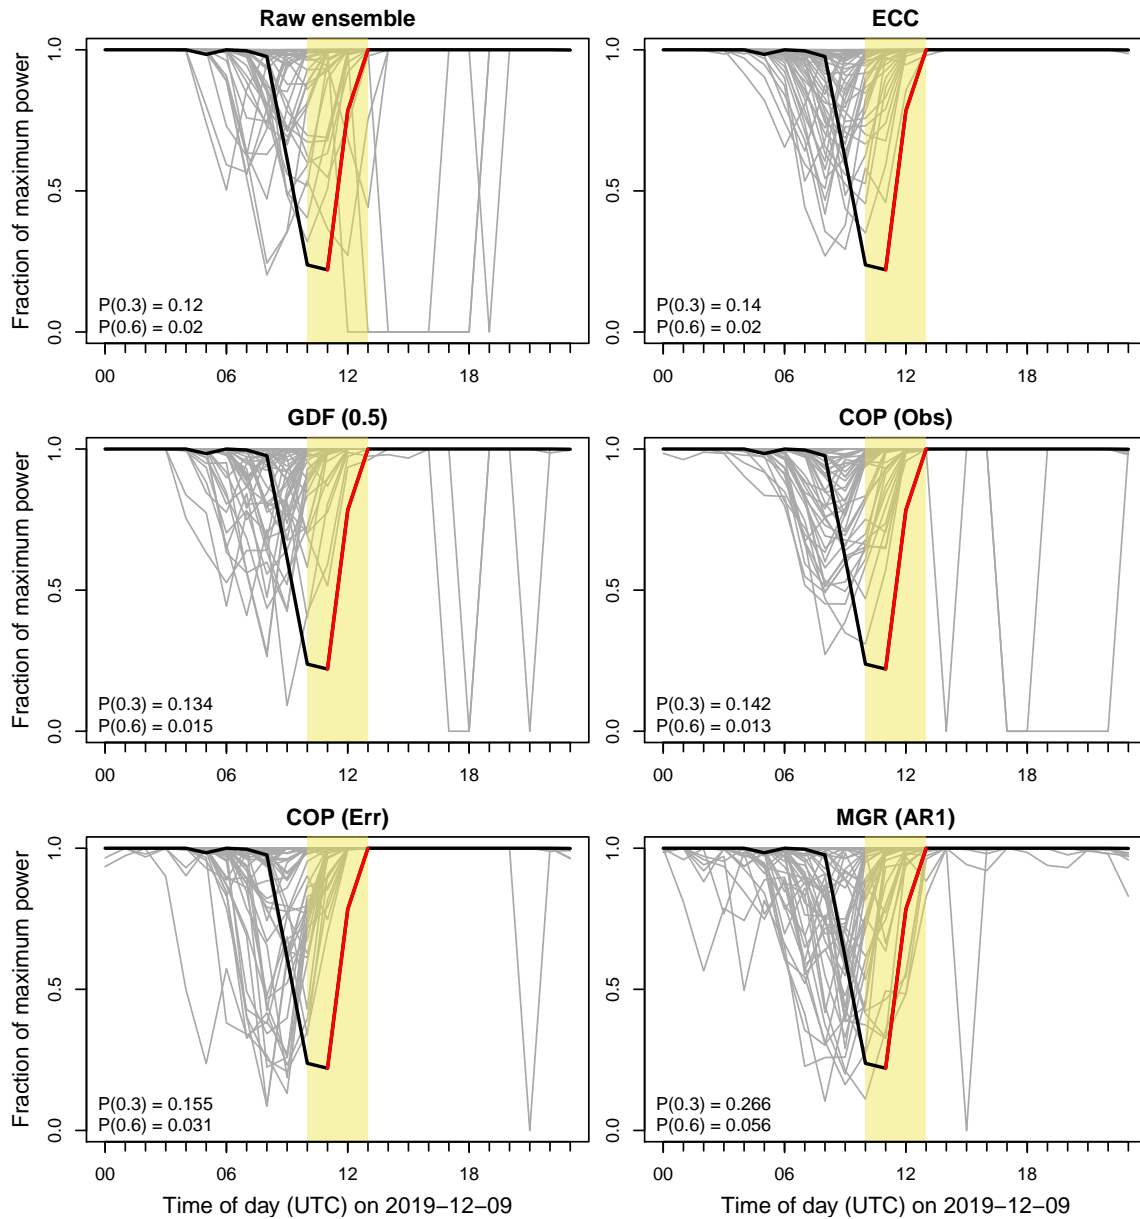 Raw ensemble
Fraction of maximum power
1.0
0.5
0.0
P(0.3) = 0.12
P(0.6) = 0.02
00
06
12
18
ECC
1.0
0.5
0.0
P(0.3) = 0.14
P(0.6) = 0.02
00
06
12
18
GDF (0.5)
Fraction of maximum power
1.0
0.5
0.0
P(0.3) = 0.134
P(0.6) = 0.015
00
06
12
18
COP (Obs)
1.0
0.5
0.0
P(0.3) = 0.142
P(0.6) = 0.013
00
06
12
18
COP (Err)
Fraction of maximum power
1.0
0.5
0.0
P(0.3) = 0.155
P(0.6) = 0.031
00
06
12
18
Time of day (UTC) on 2019−12−09
MGR (AR1)
1.0
0.5
0.0
P(0.3) = 0.266
P(0.6) = 0.056
00
06
12
18
Time of day (UTC) on 2019−12−09